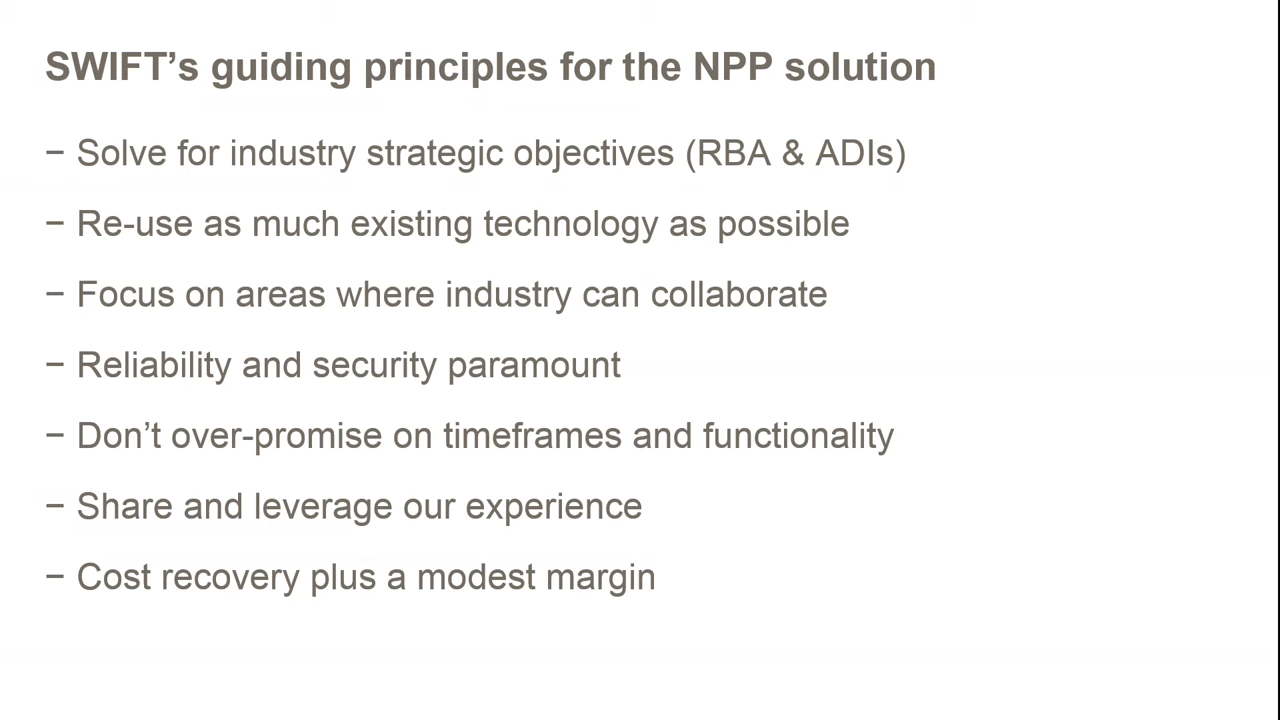 SWIFT’s guiding principles for the NPP solution
− Solve for industry strategic objectives (RBA & ADIs)
− Re-use as much existing technology as possible
− Focus on areas where industry can collaborate
− Reliability and security paramount
− Don’t over-promise on timeframes and functionality
− Share and leverage our experience
− Cost recovery plus a modest margin